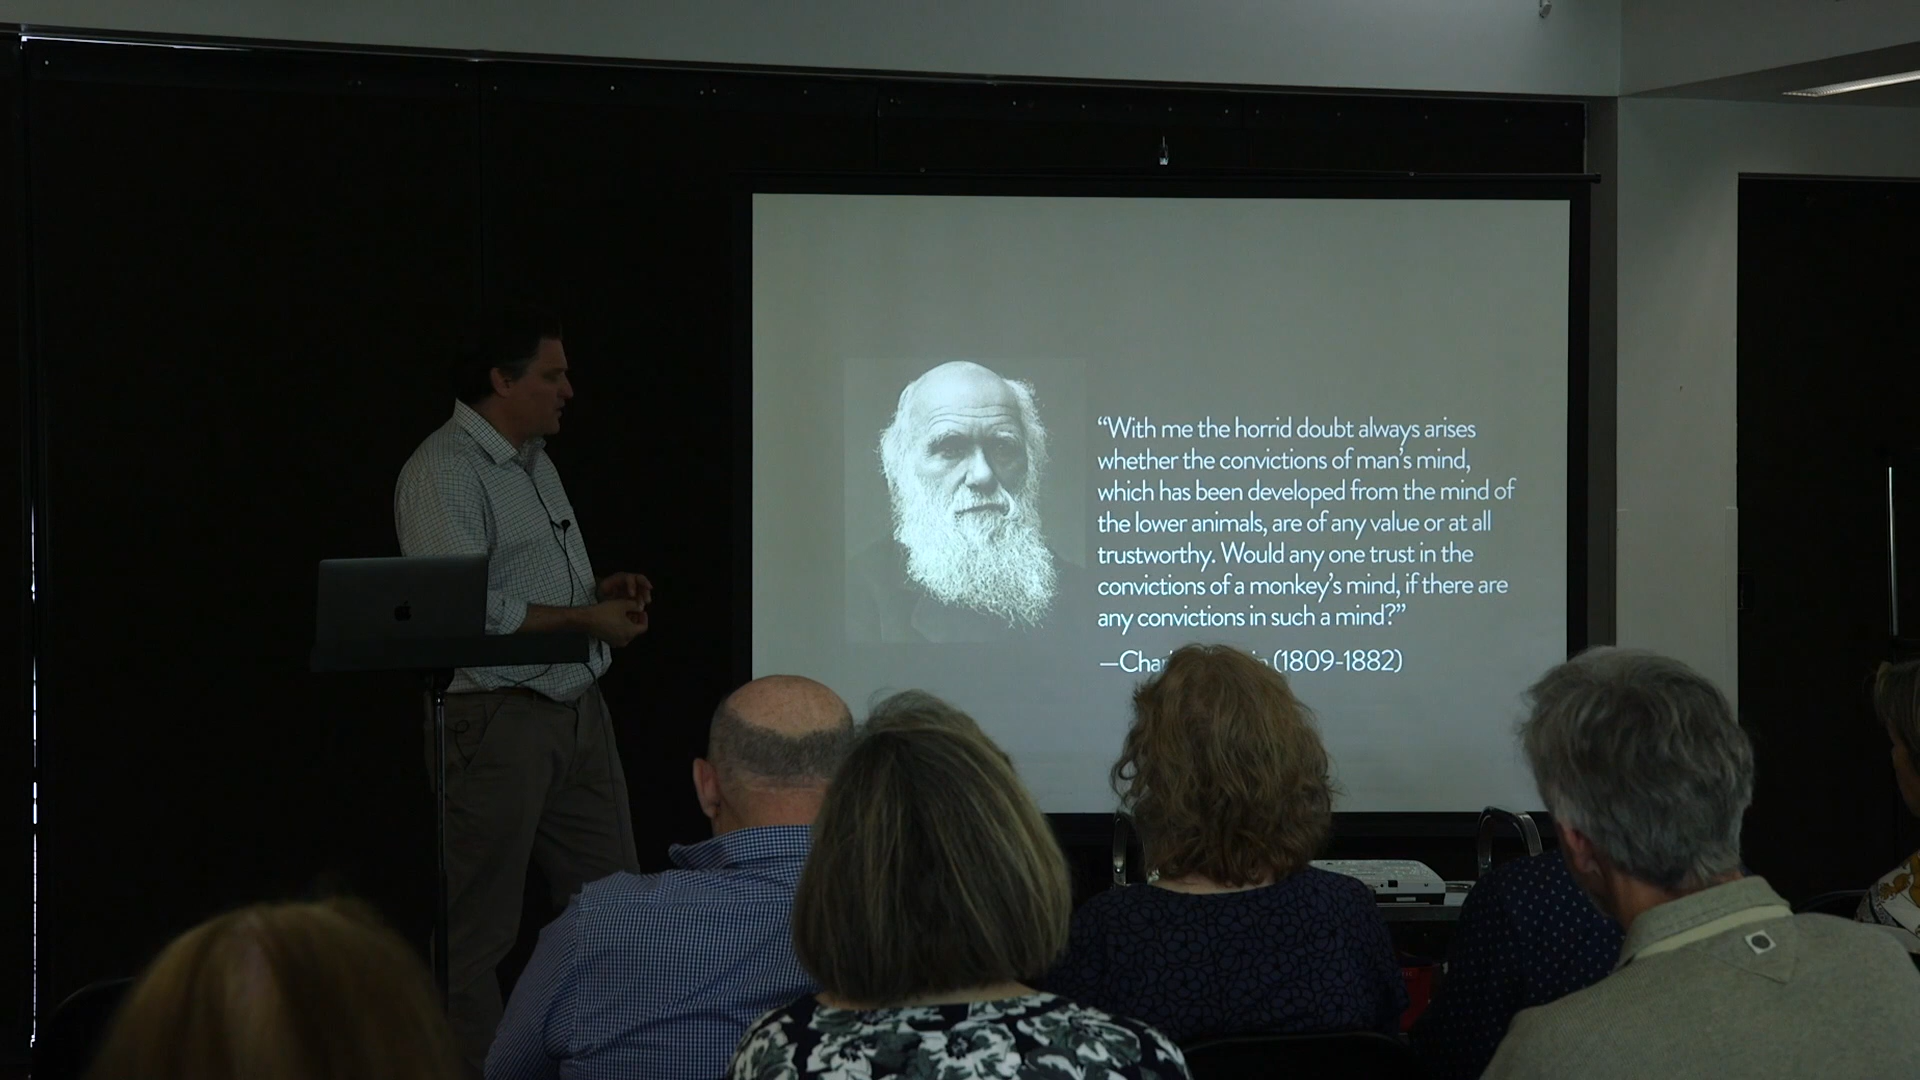 “With me the horrid doubt always arises
whether the convictions of man’s mind,
which has been developed from the mind of
the lower animals, are of any value or at all
trustworthy. Would any one trust in the
convictions of a monkey’s mind, if there are
any convictions in such a mind?”
(1809-1882)